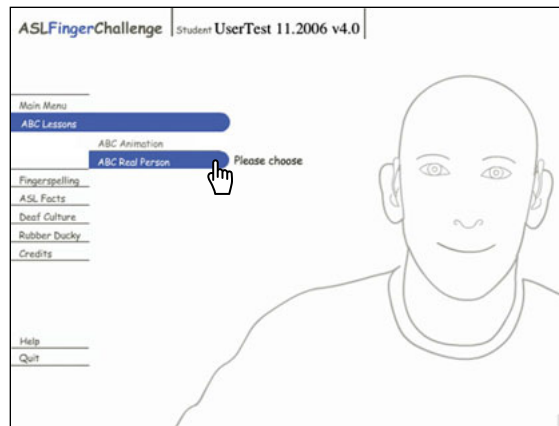 ASLFingerChallenge Student UserTest 11.2006 v4.0
Main Menu
ABC Lessons
ABC Animation
ABC Real Person Please choose
Fingerspelling
ASL Facts
Deaf Culture
Rubber Ducky
Credits
Help
Quit